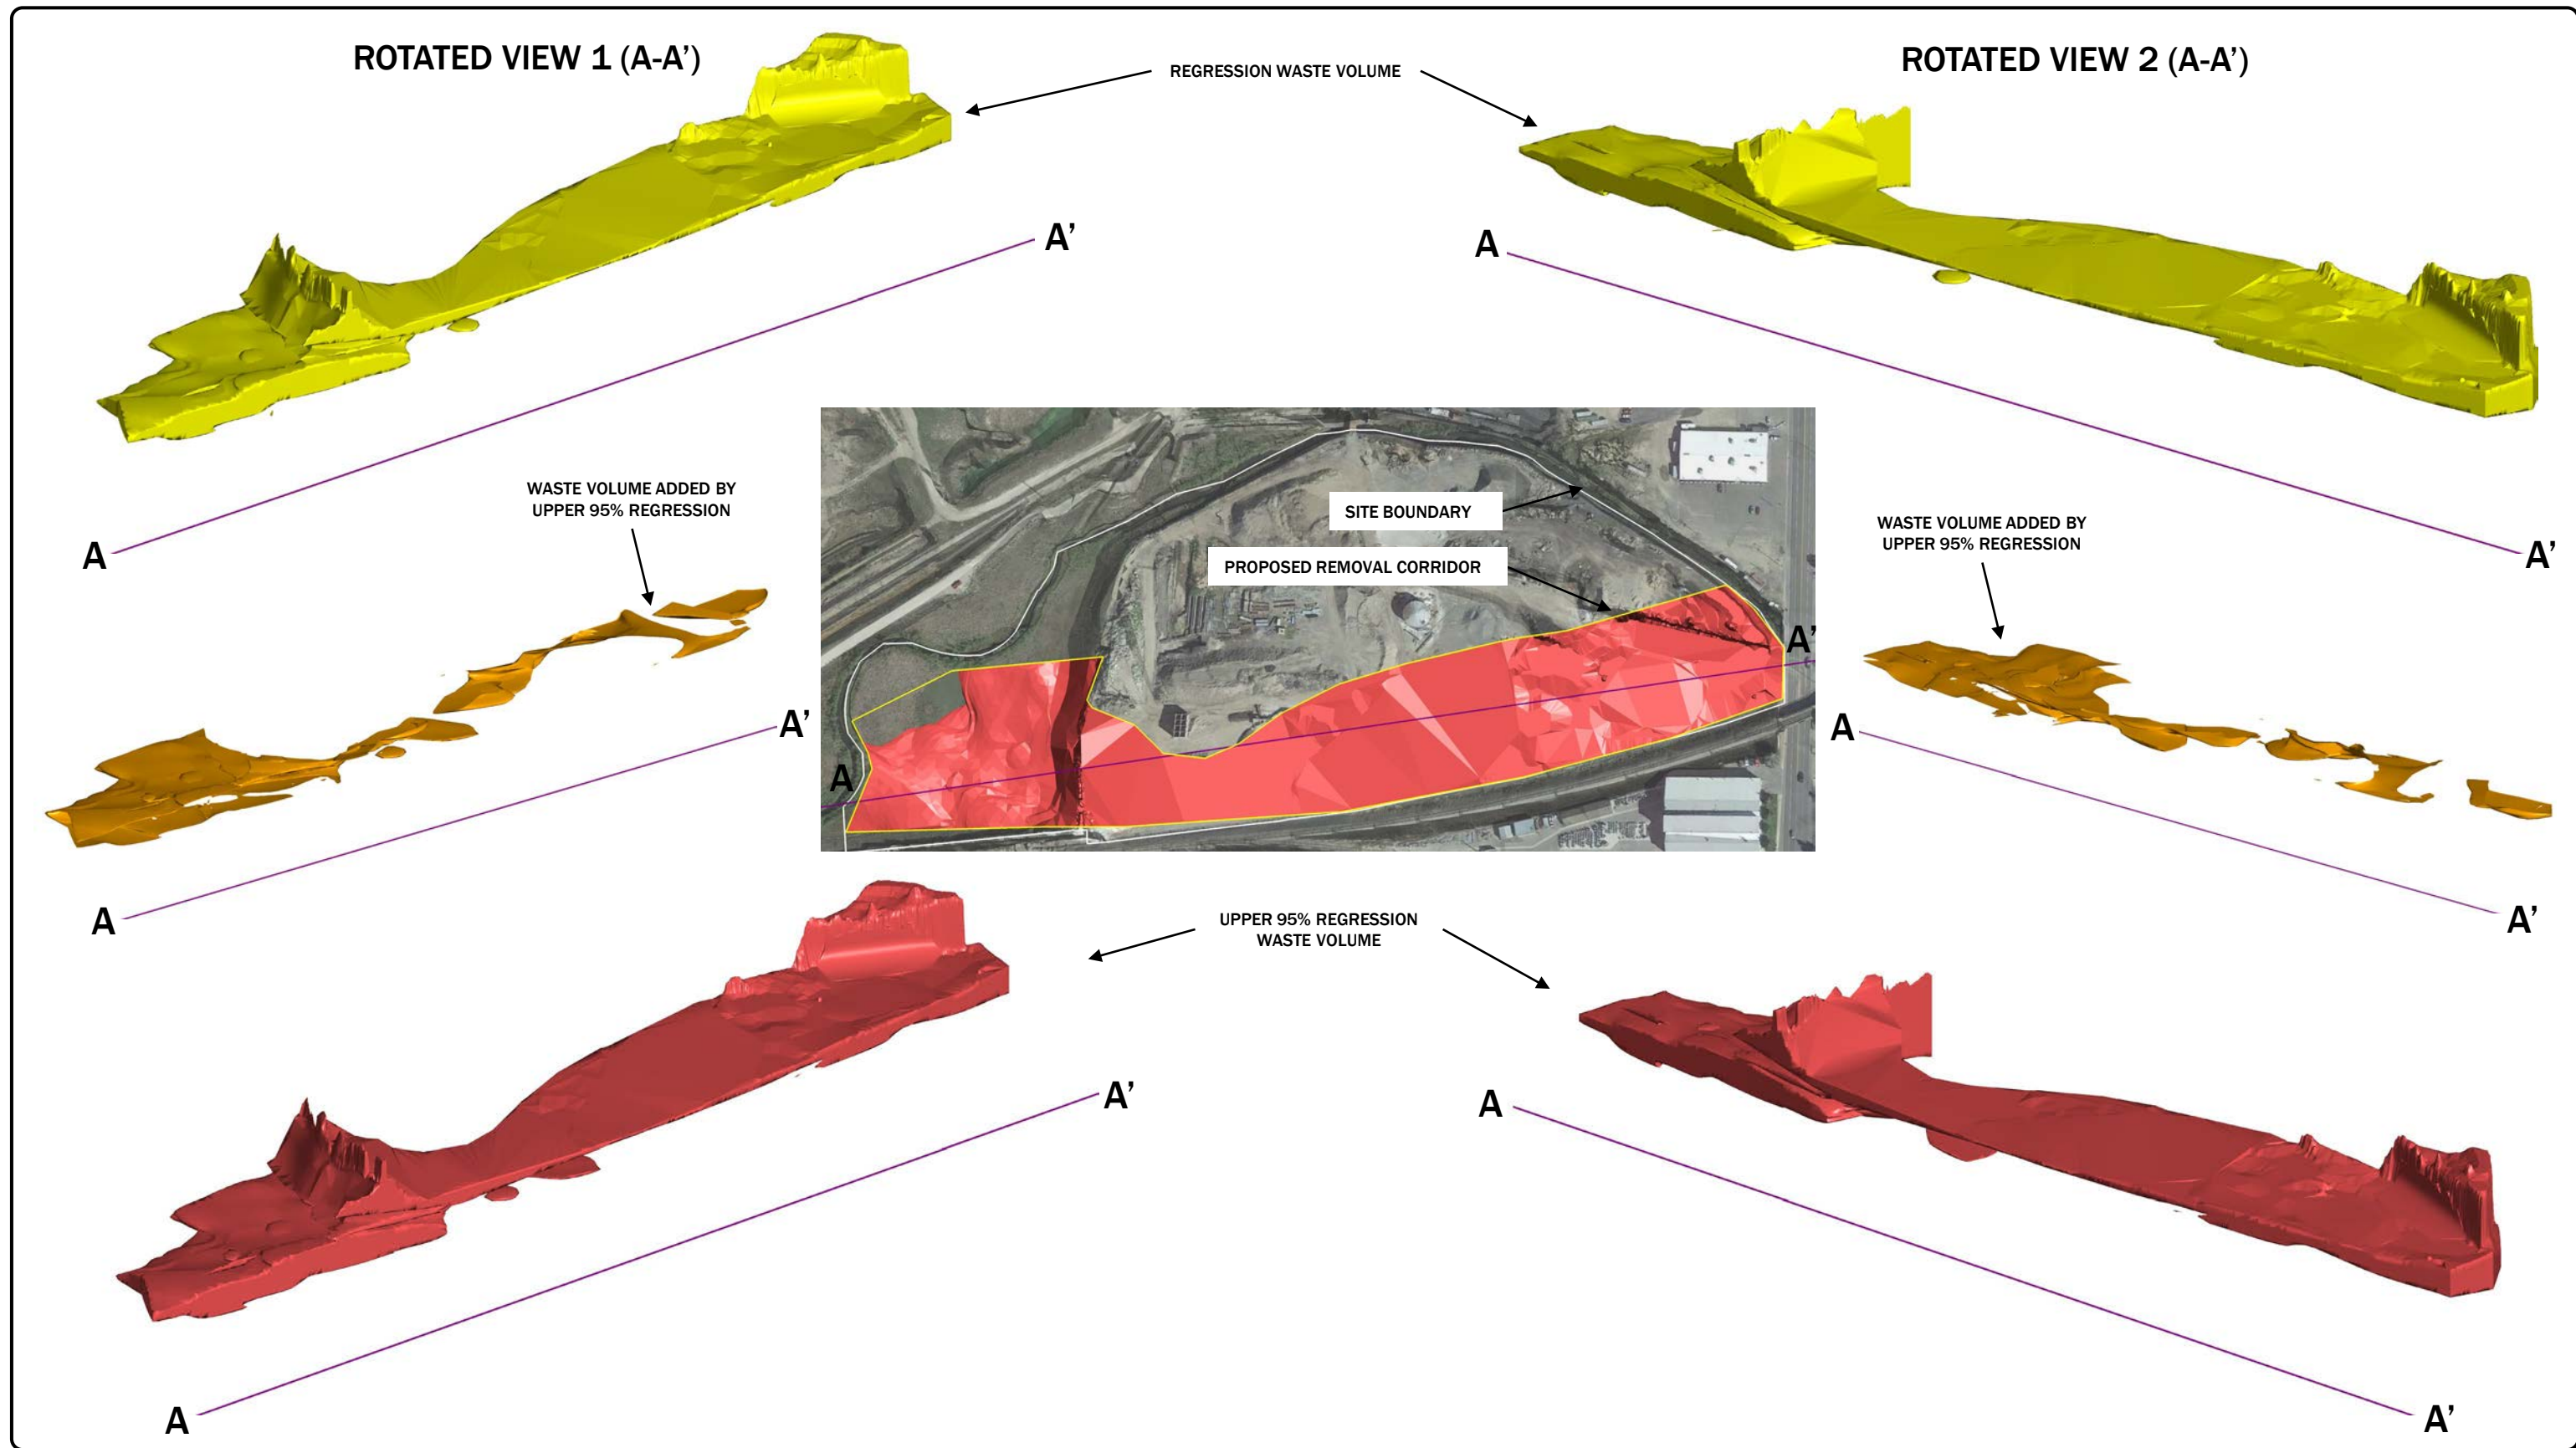 ROTATED VIEW 1 (A-A’)
ROTATED VIEW 2 (A-A’)
REGRESSION WASTE VOLUME
A’
A
A
A’
WASTE VOLUME ADDED BY
UPPER 95% REGRESSION
A’
A
SITE BOUNDARY
PROPOSED REMOVAL CORRIDOR
A’
A
WASTE VOLUME ADDED BY
UPPER 95% REGRESSION
A
A’
UPPER 95% REGRESSION
WASTE VOLUME
A’
A
A
A’